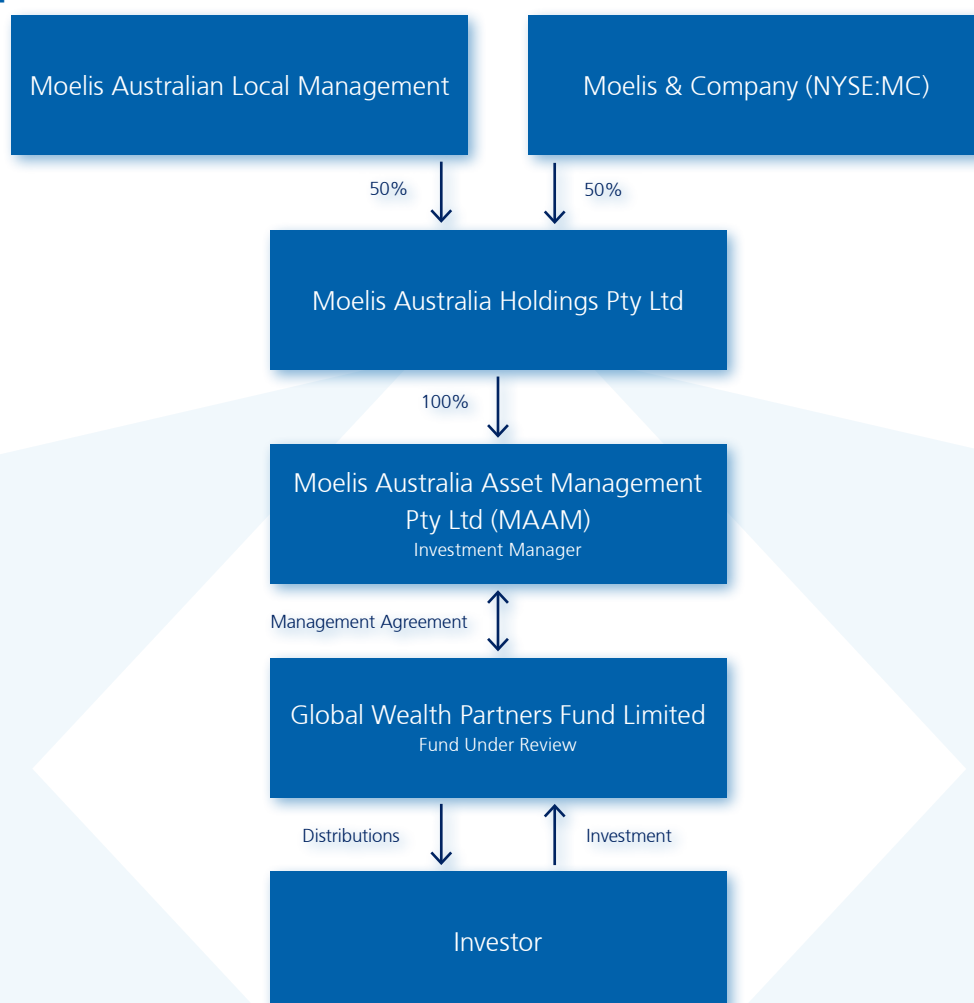 Moelis Australian Local Management
Moelis & Company (NYSE:MC)
50%
50%
Moelis Australia Holdings Pty Ltd
100%
Moelis Australia Asset Management
Pty Ltd (MAAM)
Investment Manager
Management Agreement
Global Wealth Partners Fund Limited
Fund Under Review
Distributions
Investment
Investor